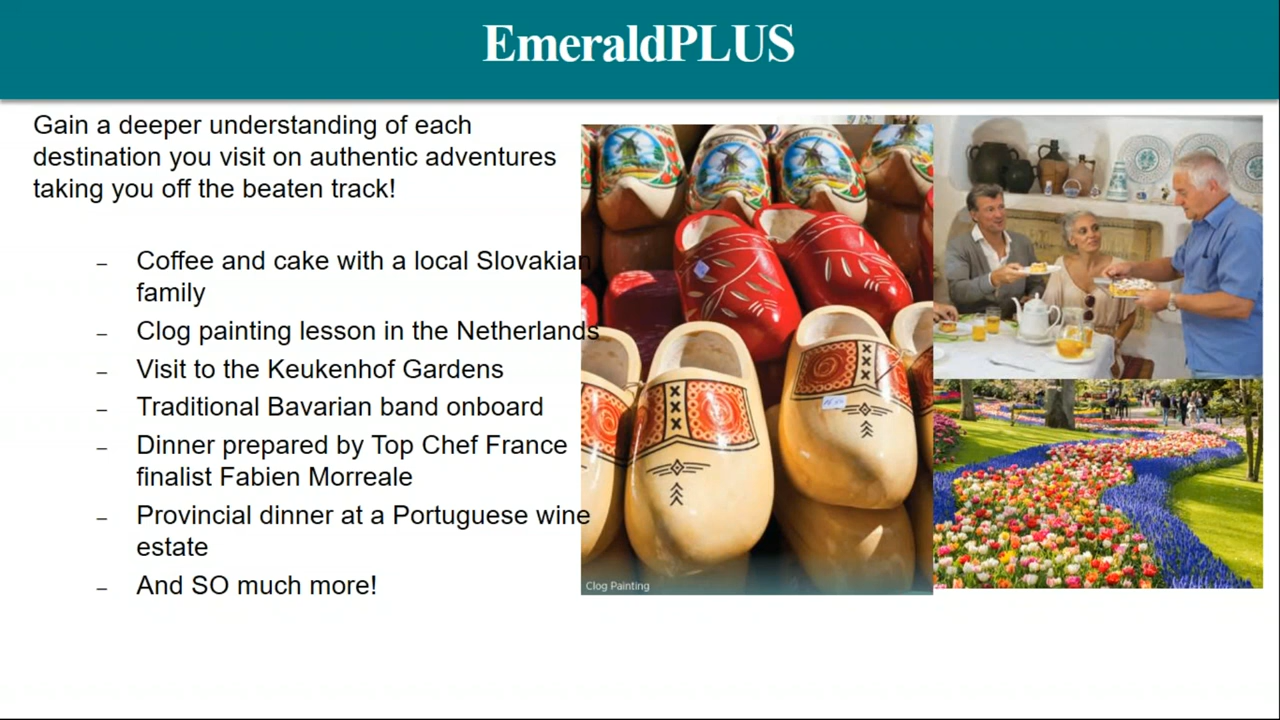 EmeraldPLUS
Gain a deeper understanding of each
destination you visit on authentic adventures
taking you off the beaten track!
– Coffee and cake with a local Slovakian
family
– Clog painting lesson in the Netherlands
– Visit to the Keukenhof Gardens
– Traditional Bavarian band onboard
– Dinner prepared by Top Chef France
finalist Fabien Morreale
– Provincial dinner at a Portuguese wine
estate
– And SO much more!
Clog Painting